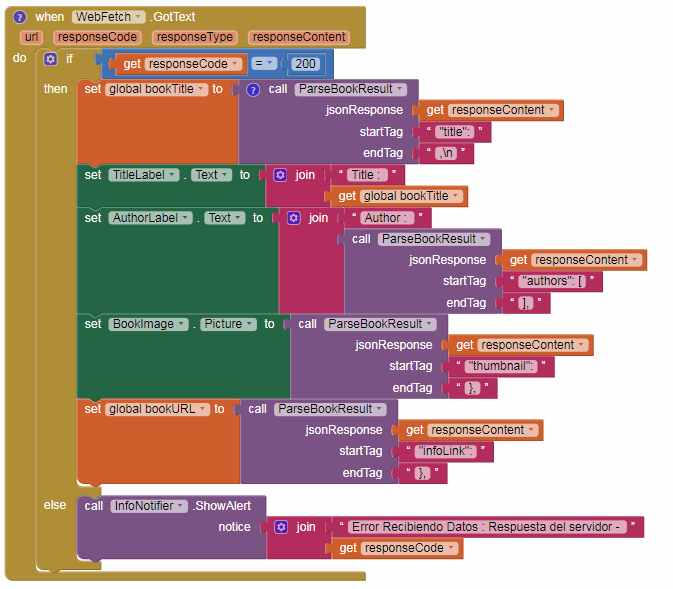 when WebFetch .GotText
url responseCode responseType responseContent
do if get responseCode = 200
then set global bookTitle to call ParseBookResult
jsonResponse get responseContent
startTag " "title": "
endTag " ,\n "
set TitleLabel . Text to join " Title : "
get global bookTitle
set AuthorLabel . Text to join " Author : "
call ParseBookResult
jsonResponse get responseContent
startTag " "authors": [ "
endTag " ], "
set BookImage . Picture to call ParseBookResult
jsonResponse get responseContent
startTag " "thumbnail": "
endTag " }, "
set global bookURL to call ParseBookResult
jsonResponse get responseContent
startTag " "infoLink": "
endTag " }, "
else call InfoNotifier .ShowAlert
notice join " Error Recibiendo Datos : Respuesta del servidor - "
get responseCode